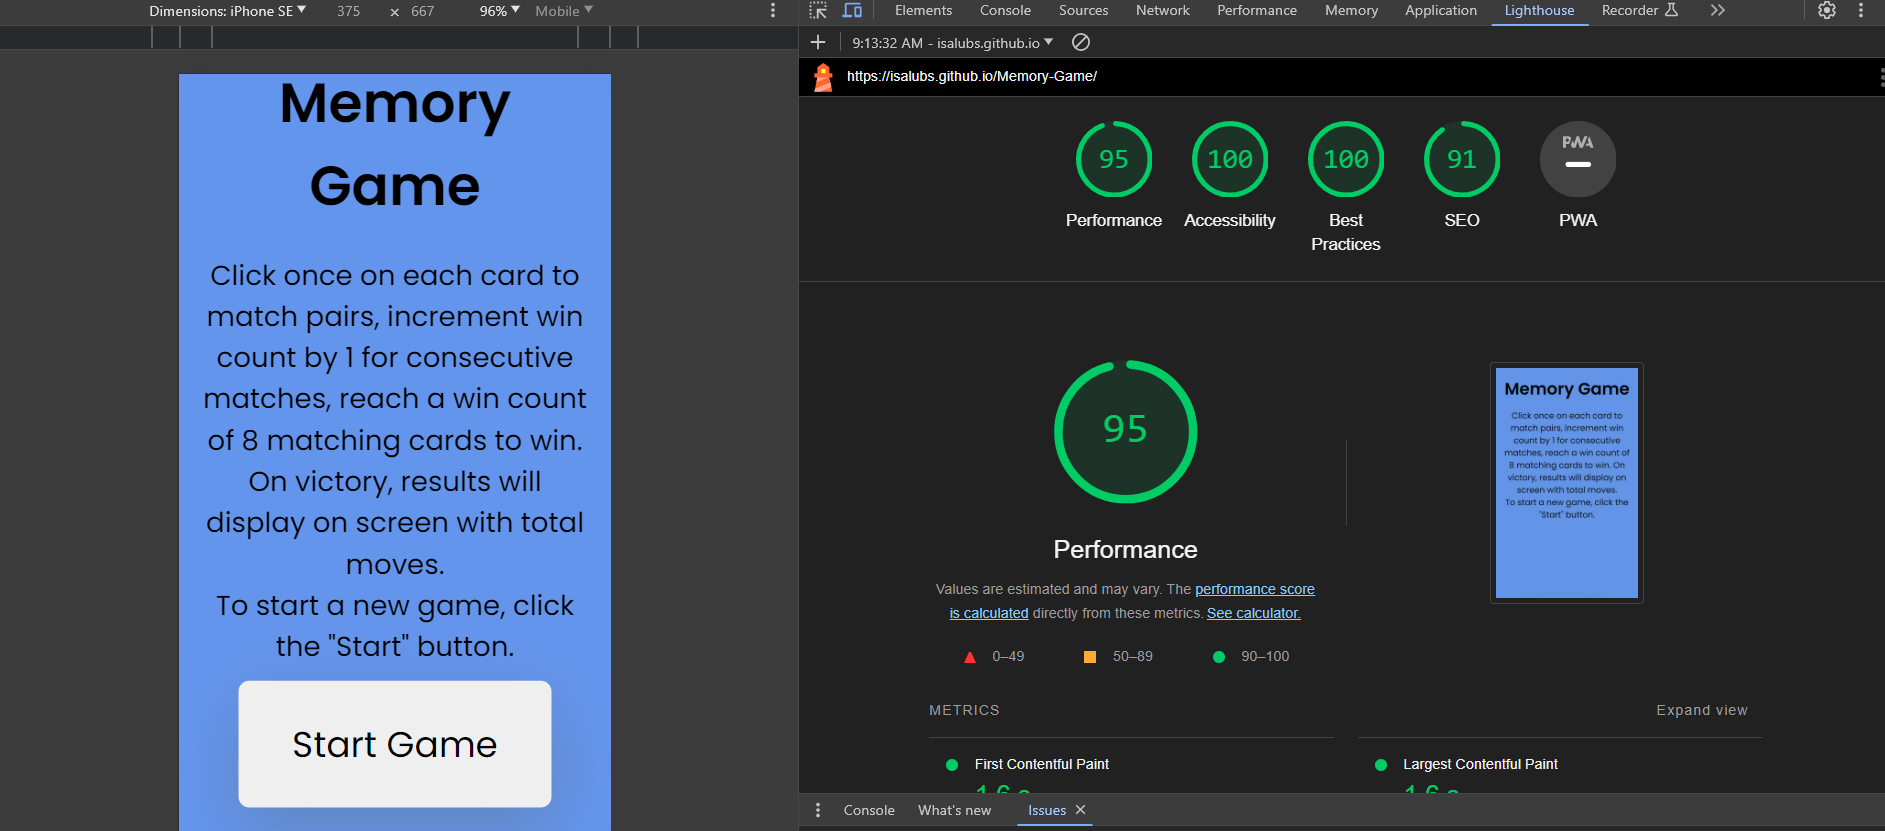 Dimensions: iPhone SE 375 × 667 96% Mobile
Elements Console Sources Network Performance Memory Application Lighthouse Recorder
9:13:32 AM - isalubs.github.io
https://isalubs.github.io/Memory-Game/
Memory
Game
Click once on each card to
match pairs, increment win
count by 1 for consecutive
matches, reach a win count
of 8 matching cards to win.
On victory, results will
display on screen with total
moves.
To start a new game, click
the "Start" button.
Start Game
95 100 100 91 PWA
Performance Accessibility Best Practices SEO PWA
95
Performance
Values are estimated and may vary. The performance score
is calculated directly from these metrics. See calculator.
0–49 50–89 90–100
Memory Game
Click once on each card to
match pairs, increment win
count by 1 for consecutive
matches, reach a win count of
8 matching cards to win. On
victory, results will display on
screen with total moves.
To start a new game, click the
"Start" button.
METRICS Expand view
First Contentful Paint Largest Contentful Paint
Console What's new Issues